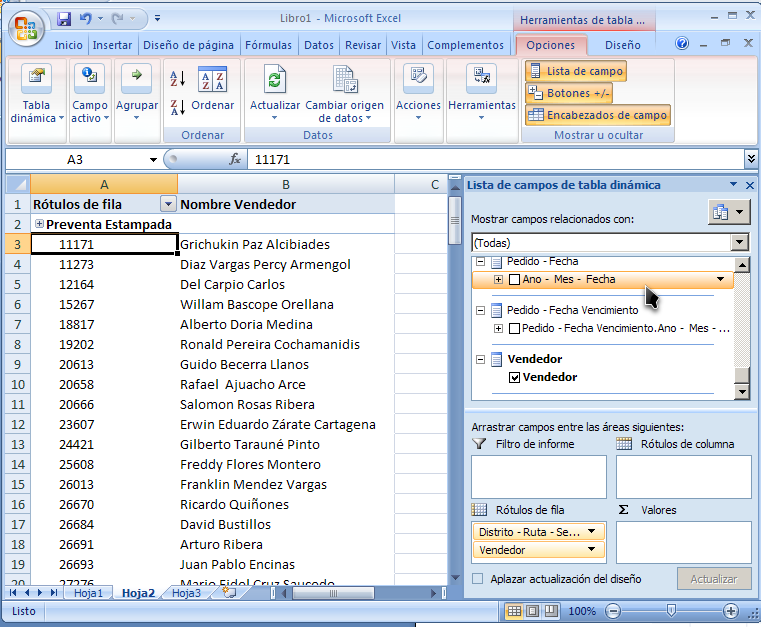 Libro1 - Microsoft Excel
Herramientas de tabla ...
Inicio Insertar Diseño de página Fórmulas Datos Revisar Vista Complementos Opciones Diseño
Tabla dinámica
Campo activo
Agrupar
Ordenar
Ordenar
Actualizar
Cambiar origen de datos
Datos
Acciones
Herramientas
Lista de campo
Botones +/-
Encabezados de campo
Mostrar u ocultar
A3 fx 11171
A B C
1 Rótulos de fila Nombre Vendedor
2 Preventa Estampada
3 11171 Grichukin Paz Alcibiades
4 11273 Diaz Vargas Percy Armengol
5 12164 Del Carpio Carlos
6 15267 Willam Bascope Orellana
7 18817 Alberto Doria Medina
8 19202 Ronald Pereira Cochamanidis
9 20613 Guido Becerra Llanos
10 20658 Rafael Ajuacho Arce
11 20666 Salomon Rosas Ribera
12 23607 Erwin Eduardo Zárate Cartagena
13 24421 Gilberto Tarauné Pinto
14 25608 Freddy Flores Montero
15 26013 Franklin Mendez Vargas
16 26670 Ricardo Quiñones
17 26684 David Bustillos
18 26691 Arturo Ribera
19 26693 Juan Pablo Encinas
20 27276 Mario Fidel Cruz Saucedo
Hoja1 Hoja2 Hoja3
Listo
100%
Lista de campos de tabla dinámica
Mostrar campos relacionados con:
(Todas)
Pedido - Fecha
Ano - Mes - Fecha
Pedido - Fecha Vencimiento
Pedido - Fecha Vencimiento.Ano - Mes - ...
Vendedor
Vendedor
Arrastrar campos entre las áreas siguientes:
Filtro de informe
Rótulos de columna
Rótulos de fila
Σ Valores
Distrito - Ruta - Se...
Vendedor
Aplazar actualización del diseño
Actualizar